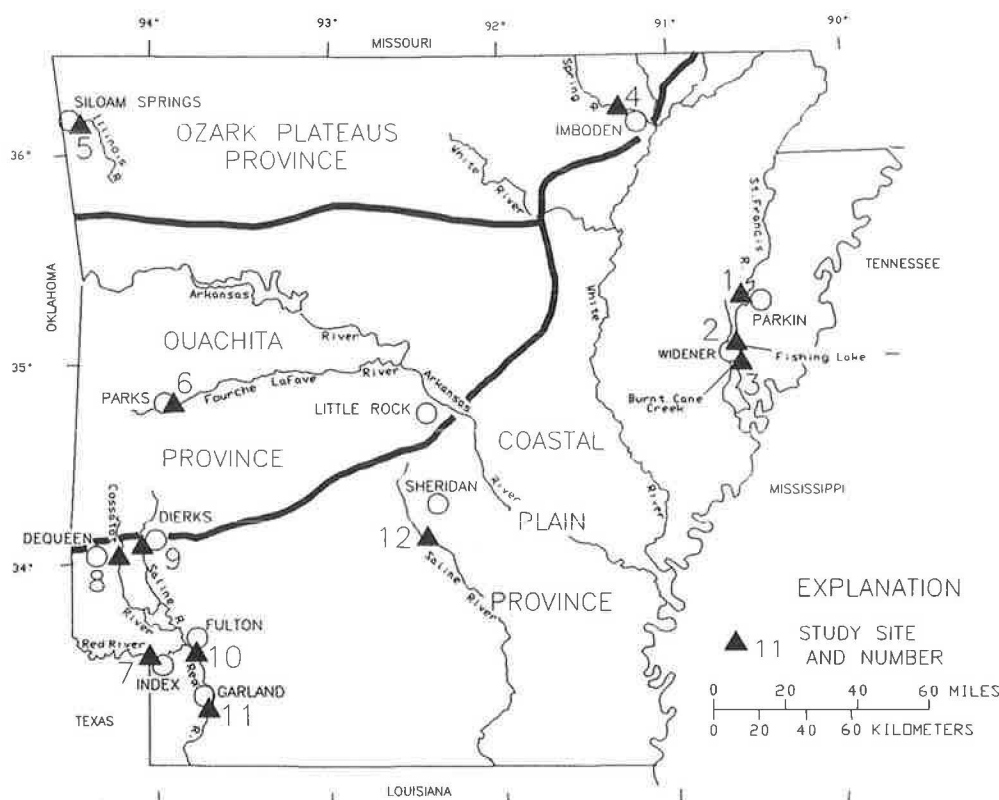 94°
93°
92°
91°
90°
MISSOURI
SILOAM SPRINGS
5
Illinois
R.
OZARK PLATEAUS
PROVINCE
Spring
R.
4
IMBODEN
36°
White
River
St.Francis
R.
TENNESSEE
OKLAHOMA
Arkansas
River
1
PARKIN
2
WIDENER
Fishing Lake
3
Burnt Cane
Creek
OUACHITA
35°
6
PARKS
Fourche LaFave
River
Arkansas
River
LITTLE ROCK
White
River
COASTAL
PROVINCE
MISSISSIPPI
SHERIDAN
PLAIN
12
Saline
River
PROVINCE
Cossatot
River
DIERKS
DEQUEEN
9
8
34°
Saline R.
FULTON
Red River
10
7
INDEX
Red
R.
GARLAND
11
TEXAS
LOUISIANA
EXPLANATION
11 STUDY SITE
AND NUMBER
0 20 40 60 MILES
0 20 40 60 KILOMETERS